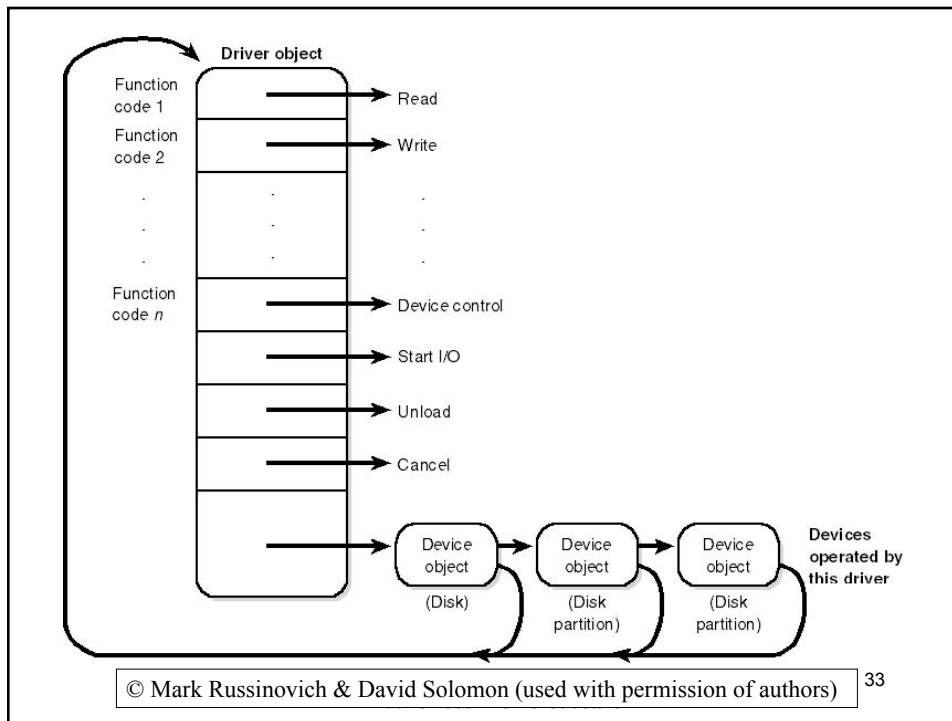 Driver object
Function
code 1
Read
Function
code 2
Write
. . .
. . .
. . .
Function
code n
Device control
Start I/O
Unload
Cancel
Device
object
(Disk)
Device
object
(Disk
partition)
Device
object
(Disk
partition)
Devices
operated by
this driver
© Mark Russinovich & David Solomon (used with permission of authors)
33